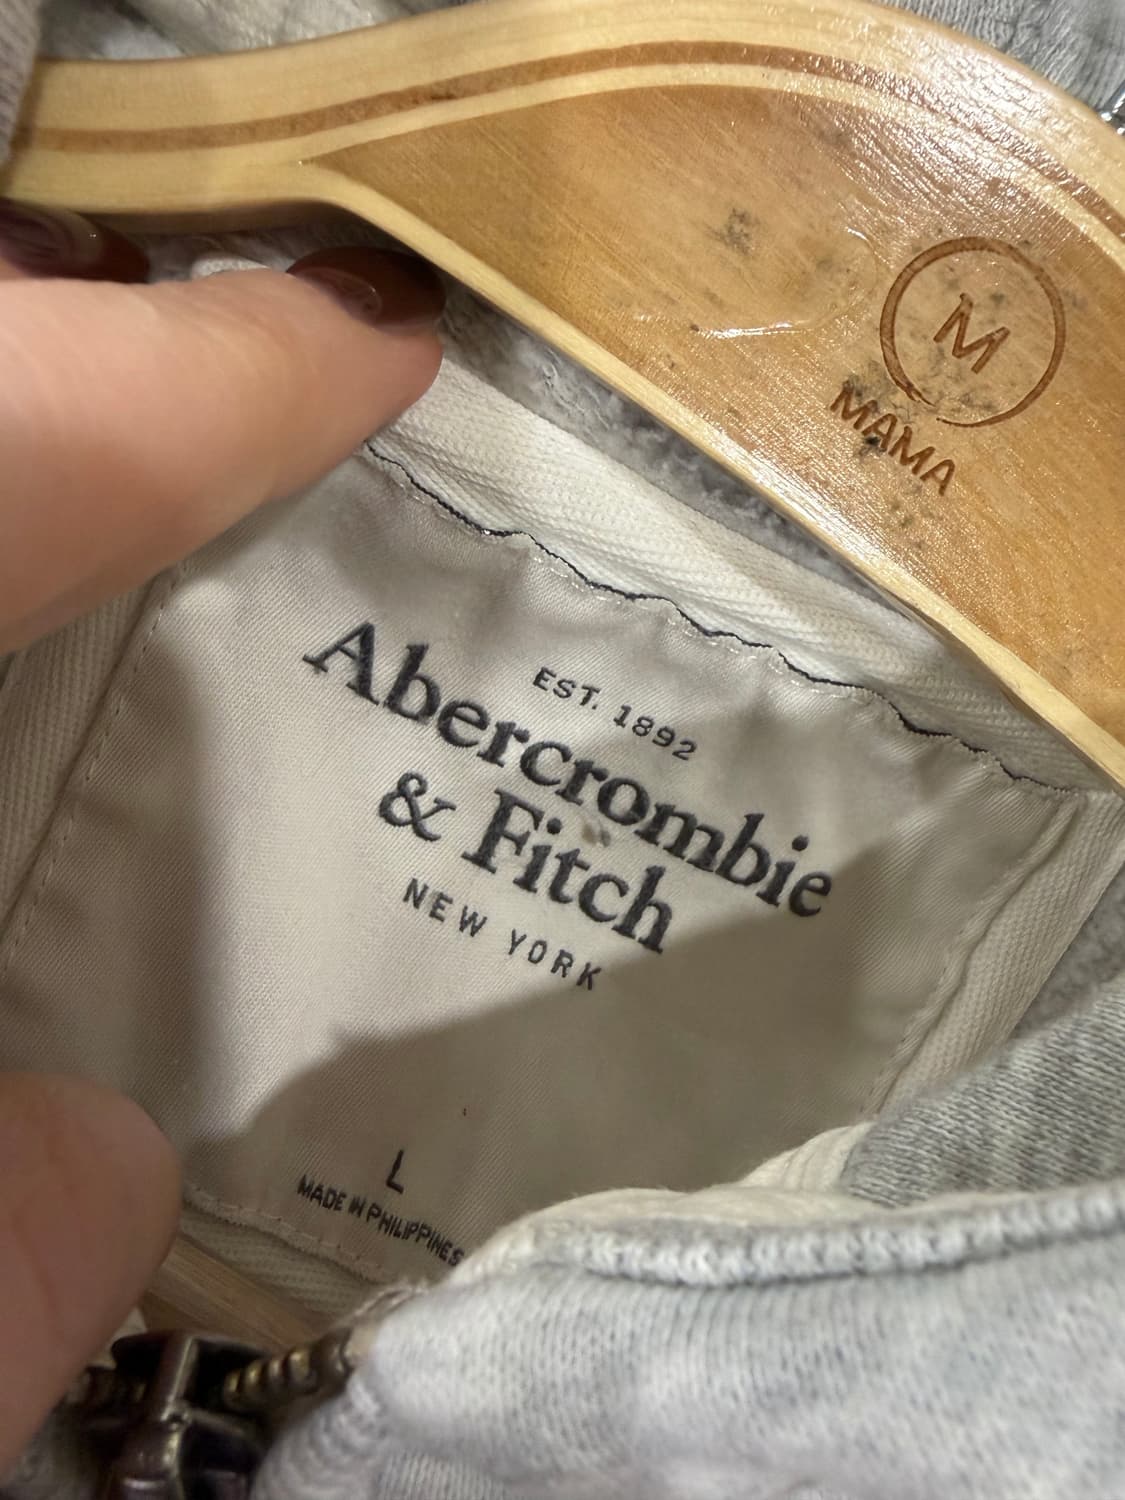 M
MAMA
EST. 1892
Abercrombie
& Fitch
NEW YORK
L
MADE IN PHILIPPINES